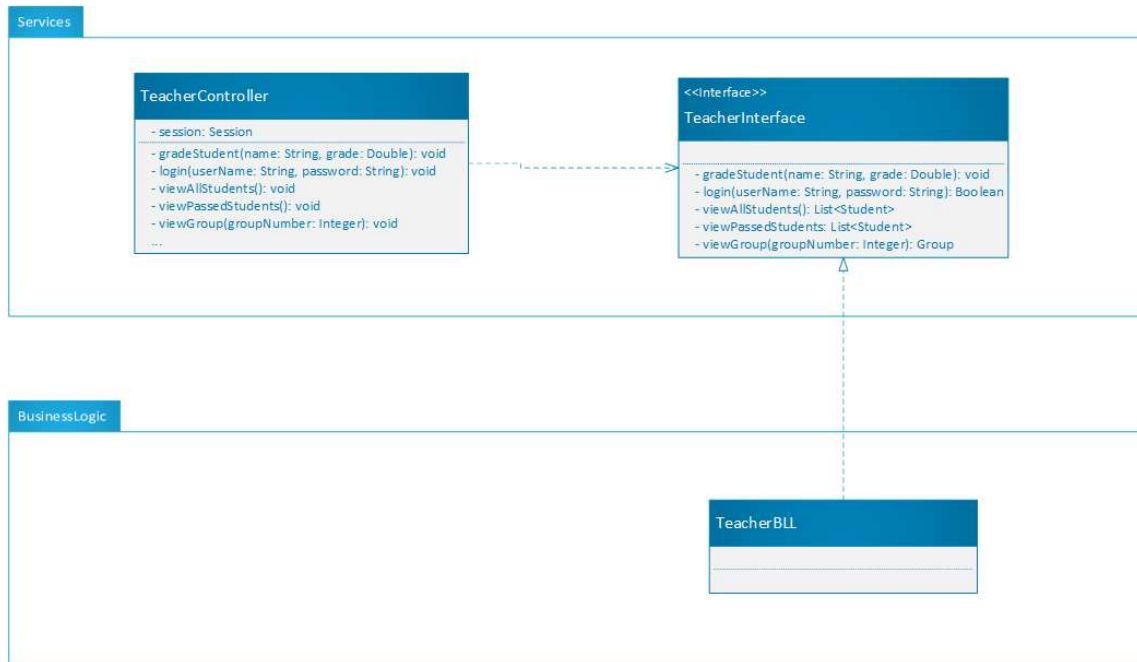 Services
TeacherController
- session: Session
- gradeStudent(name: String, grade: Double): void
- login(userName: String, password: String): void
- viewAllStudents(): void
- viewPassedStudents(): void
- viewGroup(groupNumber: Integer): void
...
<<Interface>>
TeacherInterface
- gradeStudent(name: String, grade: Double): void
- login(userName: String, password: String): Boolean
- viewAllStudents(): List<Student>
- viewPassedStudents: List<Student>
- viewGroup(groupNumber: Integer): Group
BusinessLogic
TeacherBLL